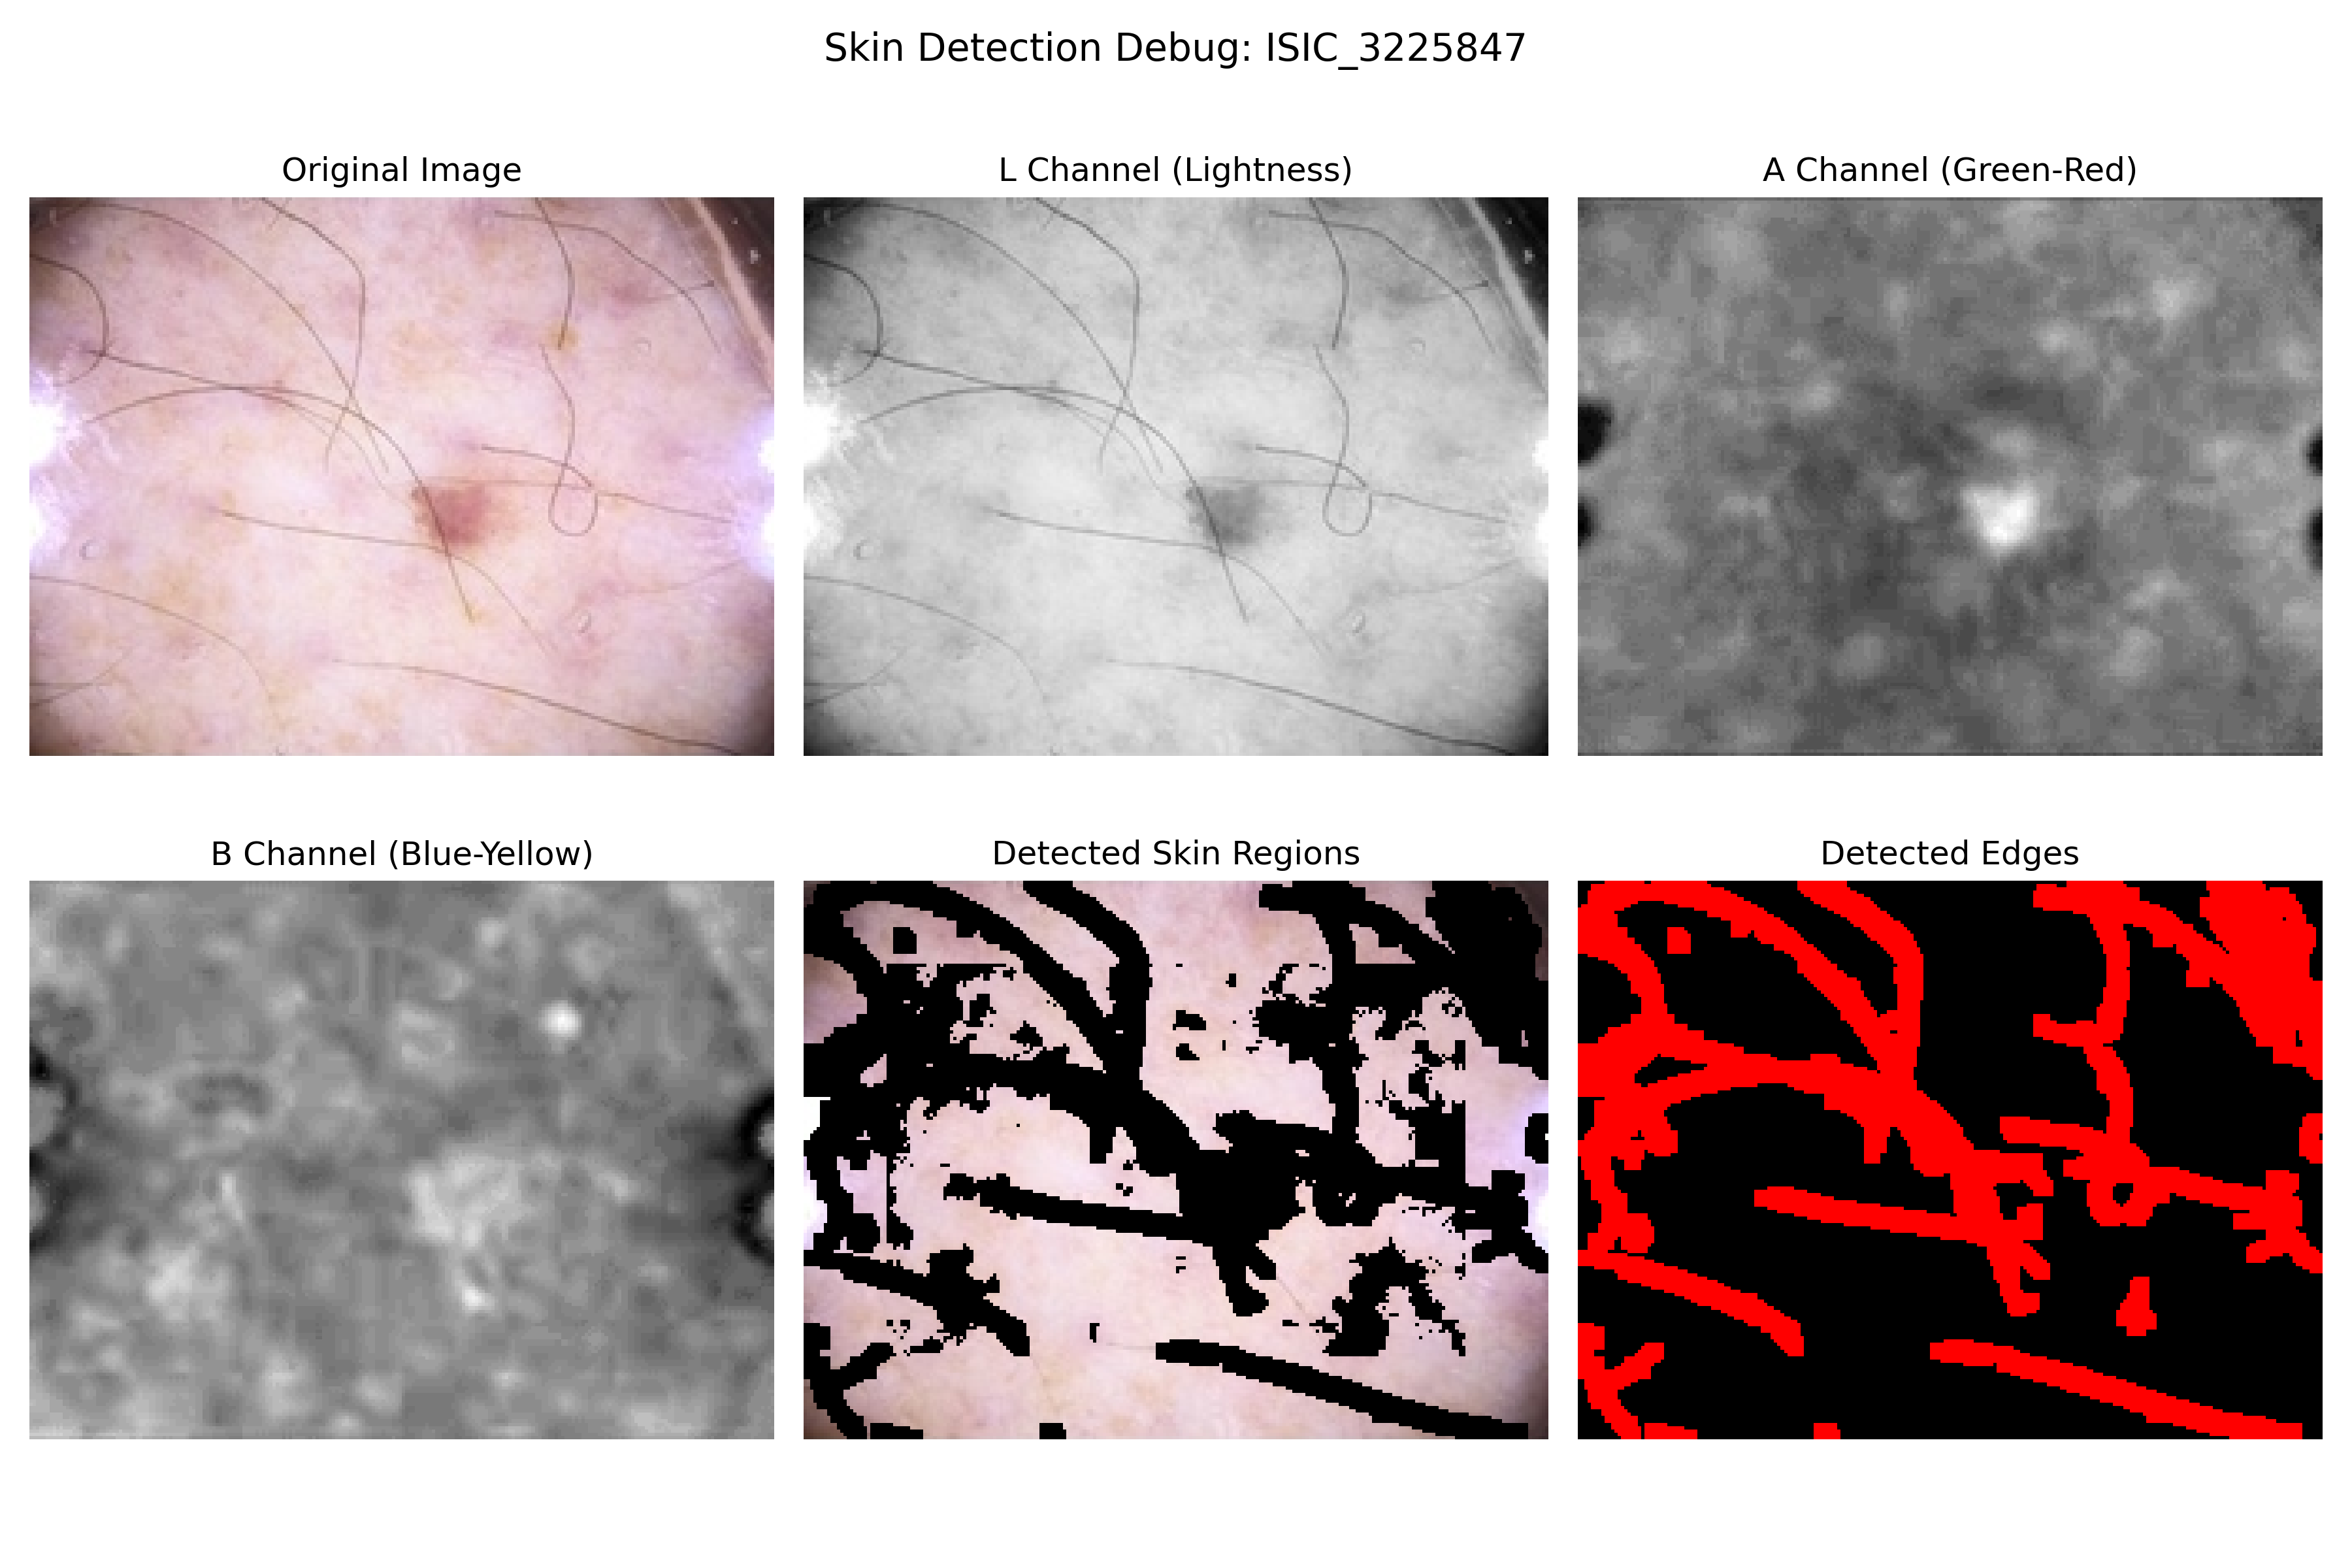 Skin Detection Debug: ISIC_3225847
Original Image
L Channel (Lightness)
A Channel (Green-Red)
B Channel (Blue-Yellow)
Detected Skin Regions
Detected Edges